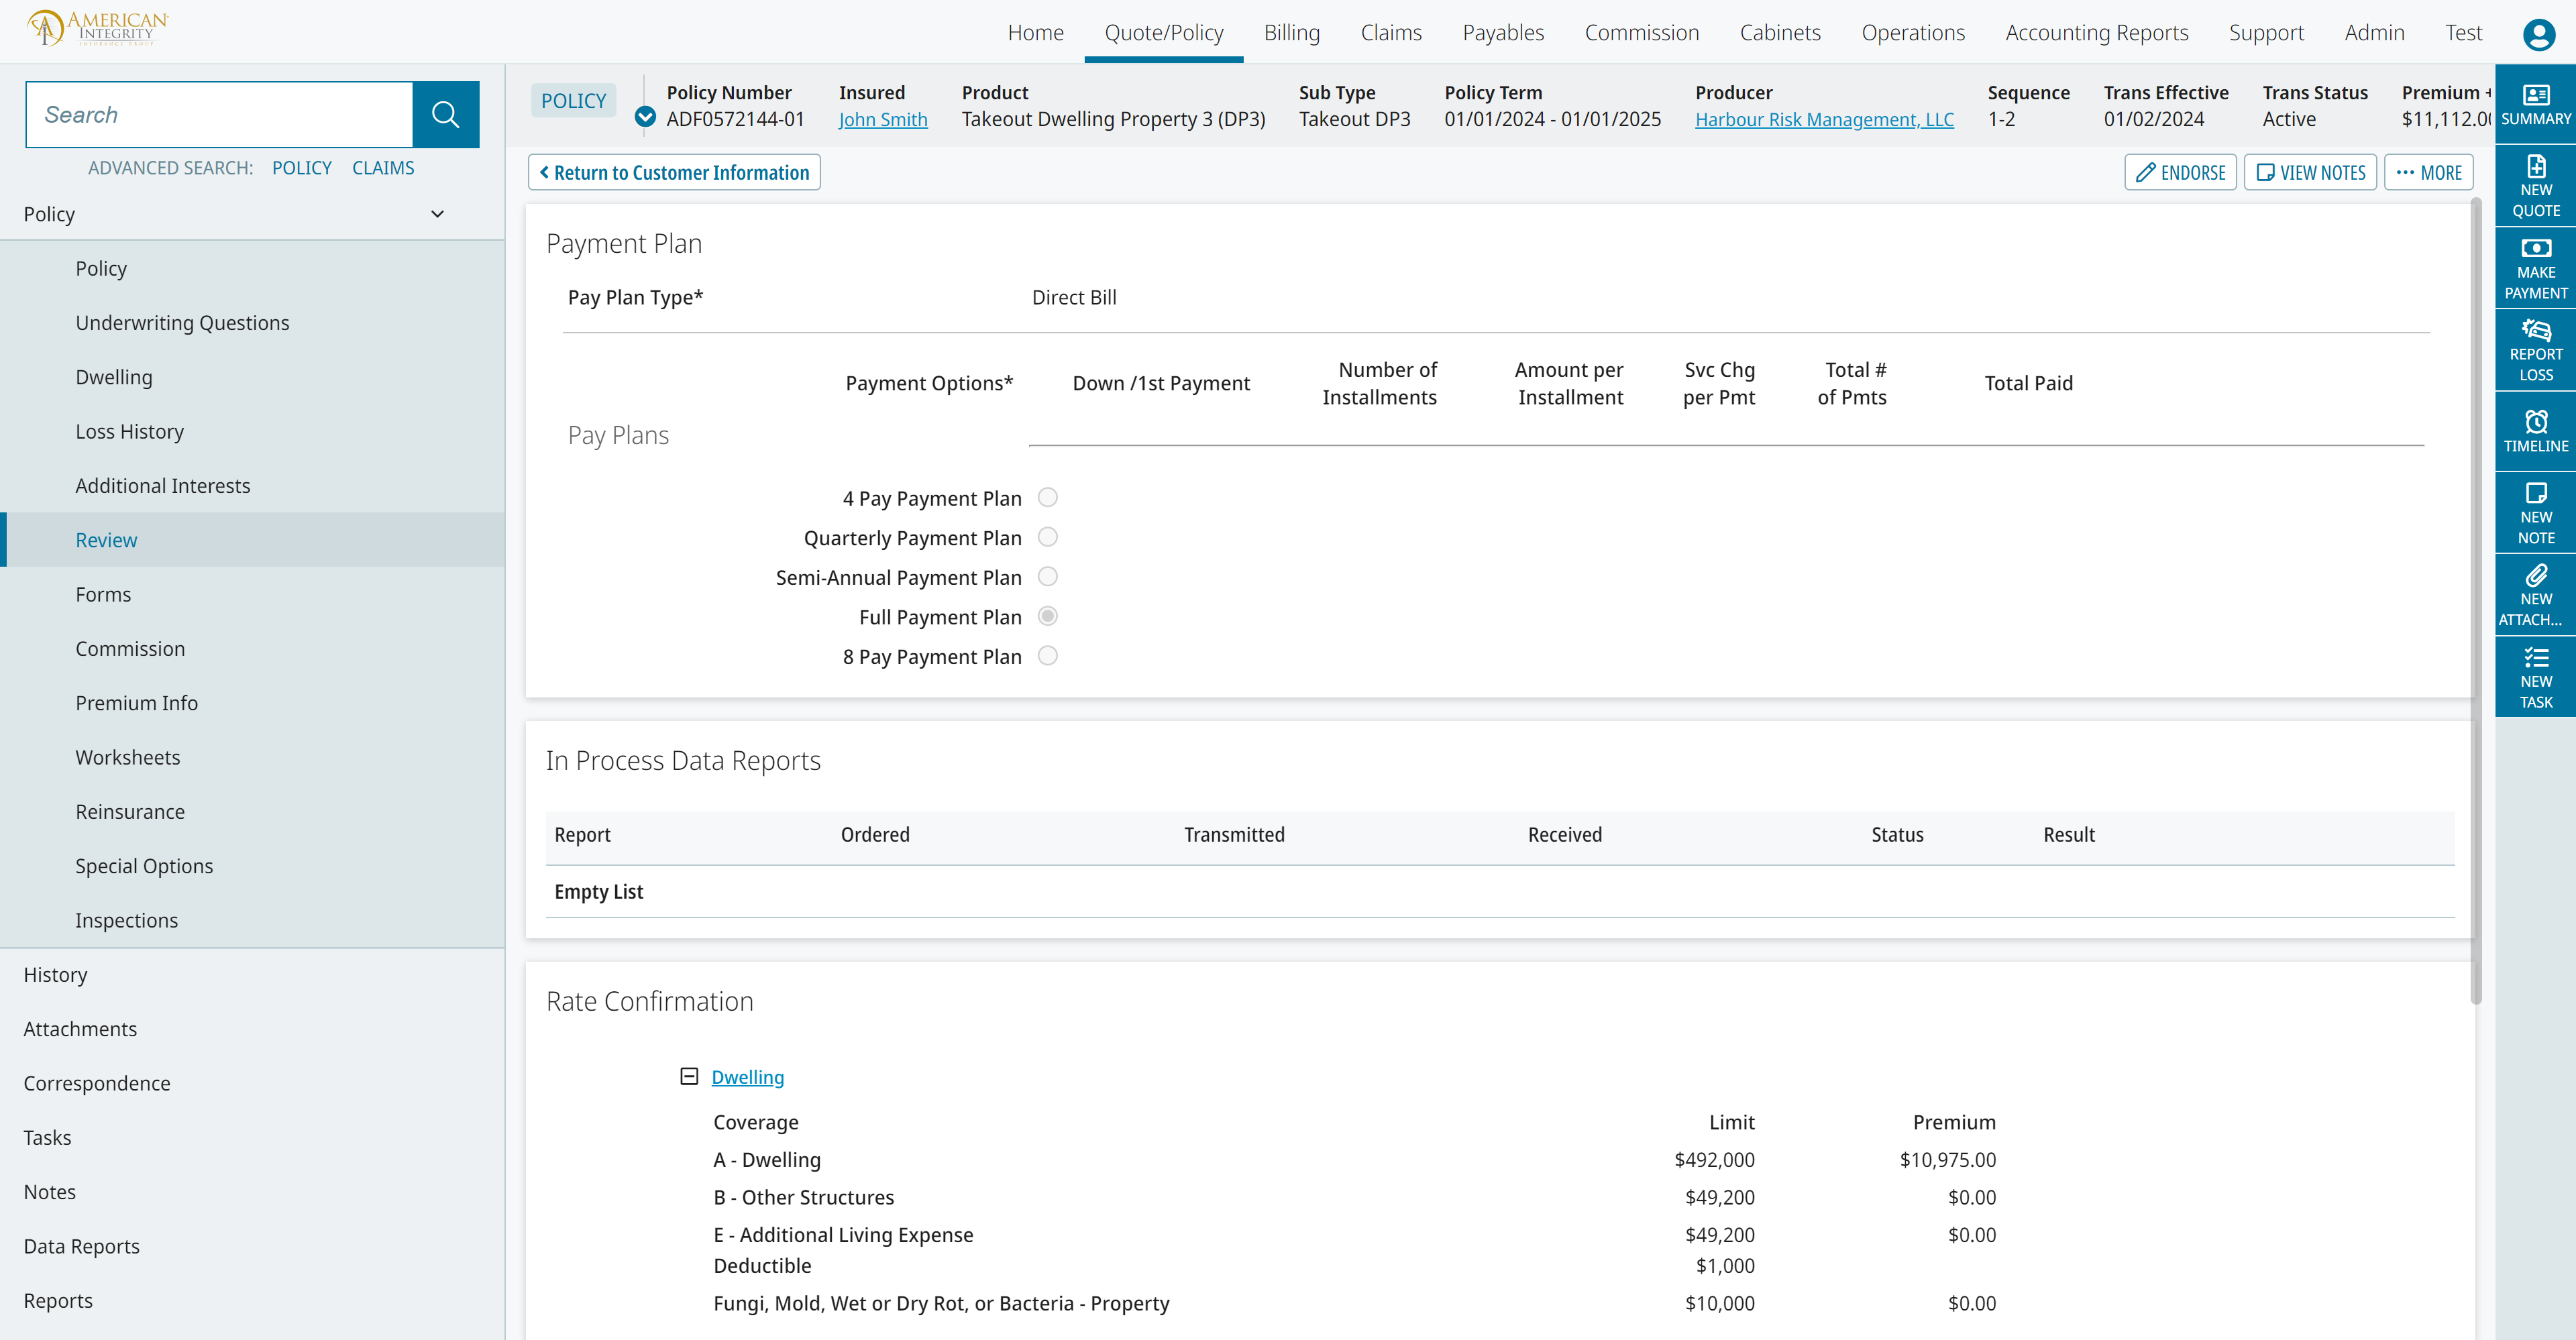 AMERICAN
INTEGRITY
INSURANCE GROUP
Home
Quote/Policy
Billing
Claims
Payables
Commission
Cabinets
Operations
Accounting Reports
Support
Admin
Test
Search
ADVANCED SEARCH: POLICY CLAIMS
Policy
Policy
Underwriting Questions
Dwelling
Loss History
Additional Interests
Review
Forms
Commission
Premium Info
Worksheets
Reinsurance
Special Options
Inspections
History
Attachments
Correspondence
Tasks
Notes
Data Reports
Reports
POLICY
Policy Number
ADF0572144-01
Insured
John Smith
Product
Takeout Dwelling Property 3 (DP3)
Sub Type
Takeout DP3
Policy Term
01/01/2024 - 01/01/2025
Producer
Harbour Risk Management, LLC
Sequence
1-2
Trans Effective
01/02/2024
Trans Status
Active
Premium +
$11,112.0
Return to Customer Information
ENDORSE
VIEW NOTES
MORE
Payment Plan
Pay Plan Type* Direct Bill
Payment Options*
Down /1st Payment
Number of
Installments
Amount per
Installment
Svc Chg
per Pmt
Total #
of Pmts
Total Paid
Pay Plans
4 Pay Payment Plan
Quarterly Payment Plan
Semi-Annual Payment Plan
Full Payment Plan
8 Pay Payment Plan
In Process Data Reports
Report Ordered Transmitted Received Status Result
Empty List
Rate Confirmation
Dwelling
Coverage Limit Premium
A - Dwelling $492,000 $10,975.00
B - Other Structures $49,200 $0.00
E - Additional Living Expense $49,200 $0.00
Deductible $1,000
Fungi, Mold, Wet or Dry Rot, or Bacteria - Property $10,000 $0.00
SUMMARY
NEW
QUOTE
MAKE
PAYMENT
REPORT
LOSS
TIMELINE
NEW
NOTE
NEW
ATTACH...
NEW
TASK